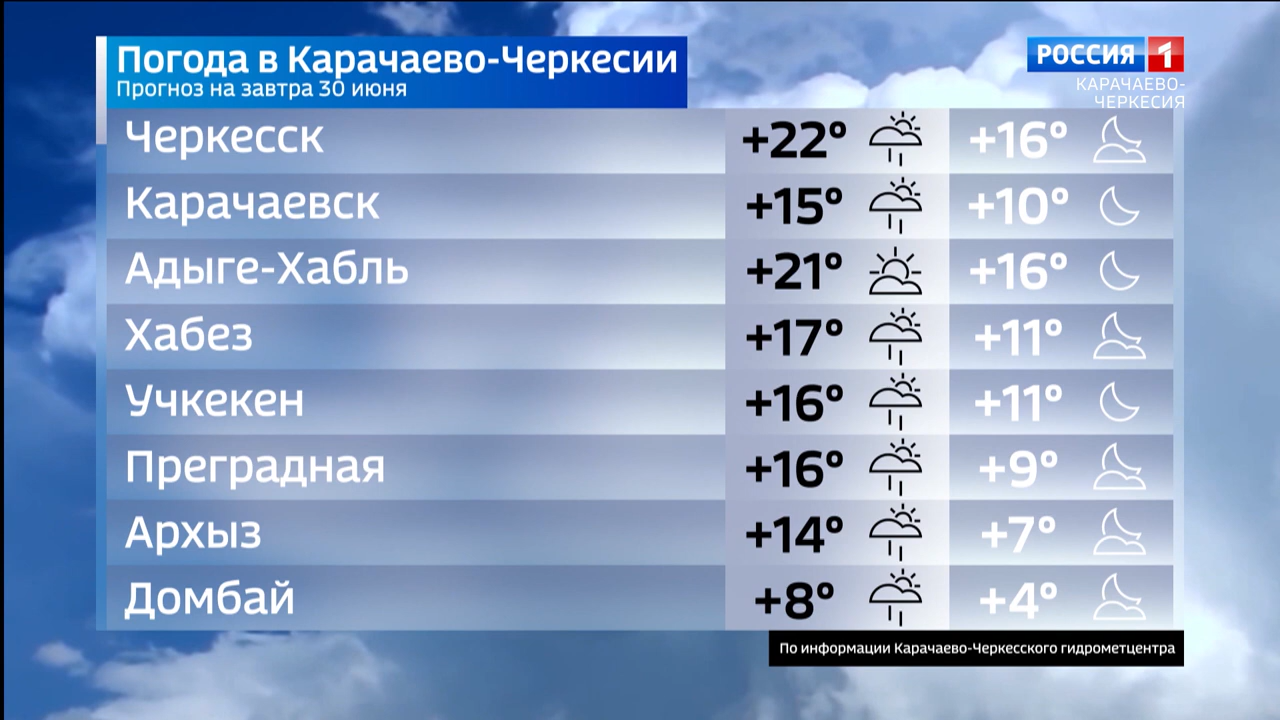 Погода в Карачаево-Черкесии
Прогноз на завтра 30 июня
РОССИЯ 1
КАРАЧАЕВО-
ЧЕРКЕСИЯ
Черкесск +22° +16°
Карачаевск +15° +10°
Адыге-Хабль +21° +16°
Хабез +17° +11°
Учкекен +16° +11°
Преградная +16° +9°
Архыз +14° +7°
Домбай +8° +4°
По информации Карачаево-Черкесского гидрометцентра